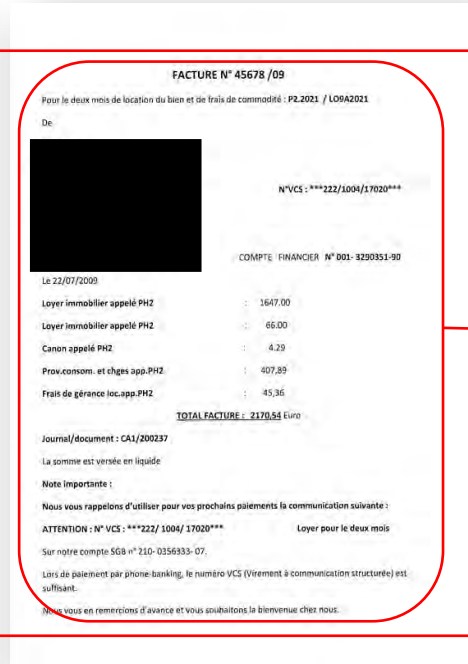 FACTURE N° 45678 /09
Pour le deux mois de location du bien et de frais de commodité : P2.2021 / LO9A2021
De
N°VCS : ***222/1004/17020***
COMPTE FINANCIER N° 001- 3290351-90
Le 22/07/2009
Loyer immobilier appelé PH2 : 1647.00
Loyer immobilier appelé PH2 : 66.00
Canon appelé PH2 : 4.29
Prov.consom. et chges app.PH2 : 407,89
Frais de gérance loc.app.PH2 : 45,36
TOTAL FACTURE : 2170,54 Euro
Journal/document : CA1/200237
La somme est versée en liquide
Note importante :
Nous vous rappelons d'utiliser pour vos prochains paiements la communication suivante :
ATTENTION : N° VCS : ***222/ 1004/ 17020*** Loyer pour le deux mois
Sur notre compte SGB n° 210- 0356333- 07.
Lors de paiement par phone-banking, le numéro VCS (Virement à communication structurée) est
suffisant.
Nous vous en remercions d'avance et vous souhaitons la bienvenue chez nous.